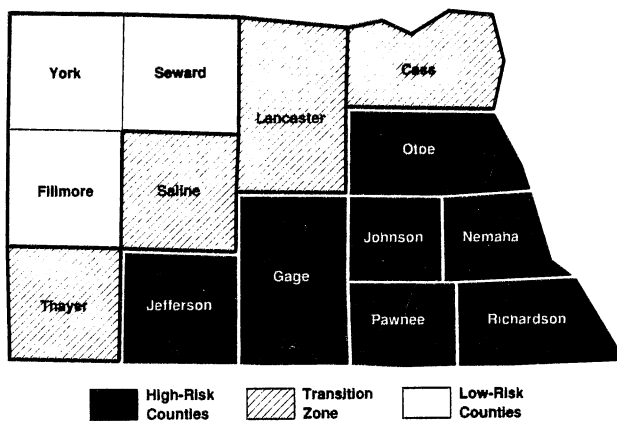 York
Seward
Cass
Lancaster
Otoe
Fillmore
Saline
Johnson
Nemaha
Gage
Thayer
Jefferson
Pawnee
Richardson
High-Risk
Counties
Transition
Zone
Low-Risk
Counties